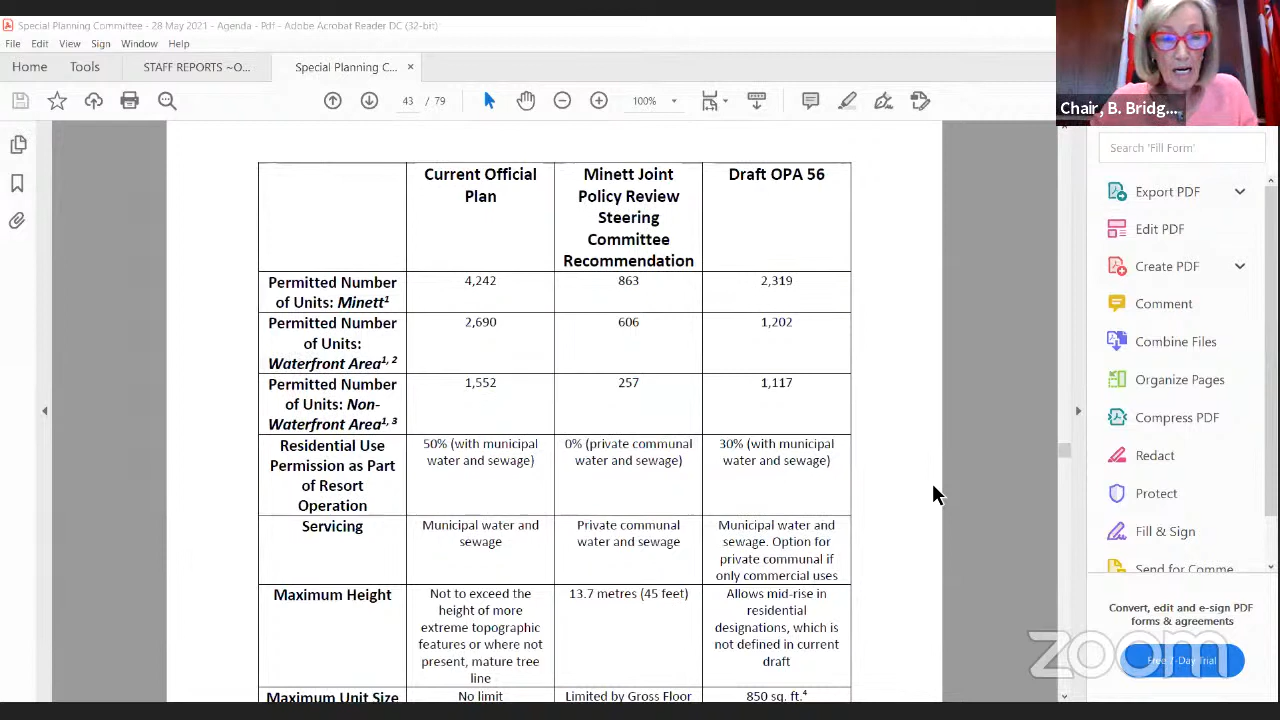 Special Planning Committee - 28 May 2021 - Agenda - Pdf - Adobe Acrobat Reader DC (32-bit)
File Edit View Sign Window Help
Home Tools STAFF REPORTS ~O... Special Planning C... ×
43 / 79 100%
Chair, B. Bridg...
Search 'Fill Form'
Export PDF
Edit PDF
Create PDF
Comment
Combine Files
Organize Pages
Compress PDF
Redact
Protect
Fill & Sign
Send for Comme
Convert, edit and e-sign PDF
forms & agreements
Free 7-Day Trial
zoom
Current Official
Plan
Minett Joint
Policy Review
Steering
Committee
Recommendation
Draft OPA 56
Permitted Number
of Units: Minett¹
4,242
863
2,319
Permitted Number
of Units:
Waterfront Area¹, ²
2,690
606
1,202
Permitted Number
of Units: Non-
Waterfront Area¹, ³
1,552
257
1,117
Residential Use
Permission as Part
of Resort
Operation
50% (with municipal
water and sewage)
0% (private communal
water and sewage)
30% (with municipal
water and sewage)
Servicing
Municipal water and
sewage
Private communal
water and sewage
Municipal water and
sewage. Option for
private communal if
only commercial uses
Maximum Height
Not to exceed the
height of more
extreme topographic
features or where not
present, mature tree
line
13.7 metres (45 feet)
Allows mid-rise in
residential
designations, which is
not defined in current
draft
Maximum Unit Size
No limit
Limited by Gross Floor
850 sq. ft.⁴